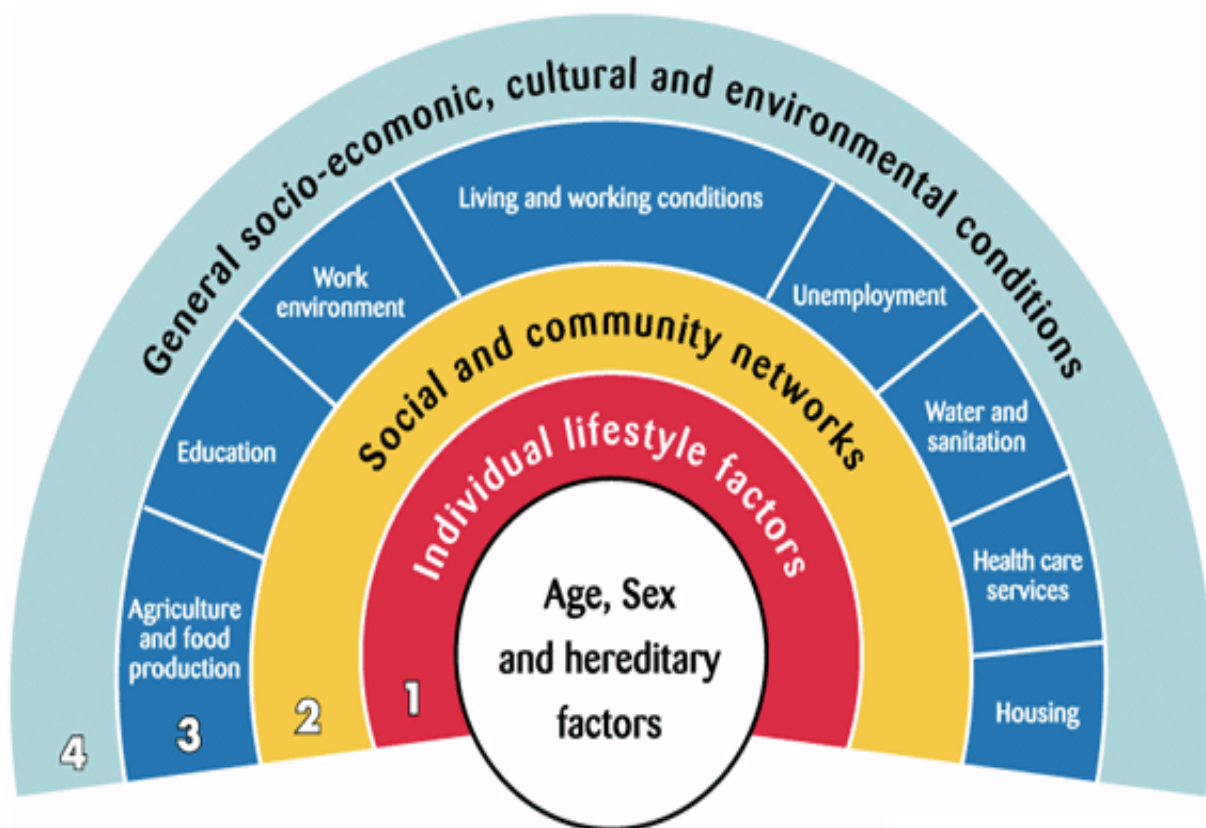 General socio-ecomonic, cultural and environmental conditions
Living and working conditions
Work
environment
Unemployment
Education
Water and
sanitation
Agriculture
and food
production
Health care
services
Housing
Social and community networks
Individual lifestyle factors
Age, Sex
and hereditary
factors
4
3
2
1